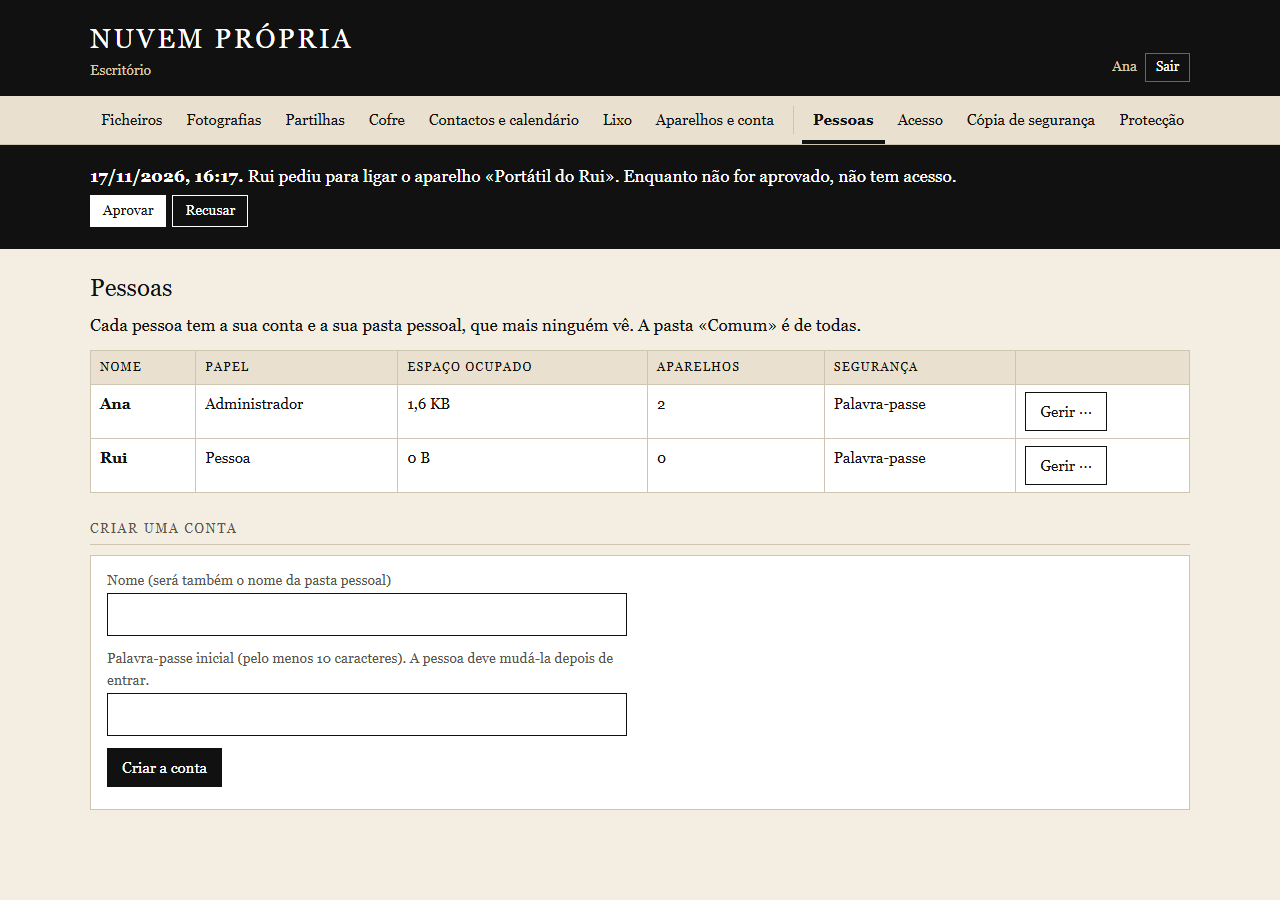 NUVEM PRÓPRIA
Escritório
Ana
Sair
Ficheiros
Fotografias
Partilhas
Cofre
Contactos e calendário
Lixo
Aparelhos e conta
Pessoas
Acesso
Cópia de segurança
Protecção
17/11/2026, 16:17. Rui pediu para ligar o aparelho «Portátil do Rui». Enquanto não for aprovado, não tem acesso.
Aprovar
Recusar
Pessoas
Cada pessoa tem a sua conta e a sua pasta pessoal, que mais ninguém vê. A pasta «Comum» é de todas.
NOME PAPEL ESPAÇO OCUPADO APARELHOS SEGURANÇA
Ana Administrador 1,6 KB 2 Palavra-passe Gerir ···
Rui Pessoa 0 B 0 Palavra-passe Gerir ···
CRIAR UMA CONTA
Nome (será também o nome da pasta pessoal)
Palavra-passe inicial (pelo menos 10 caracteres). A pessoa deve mudá-la depois de
entrar.
Criar a conta